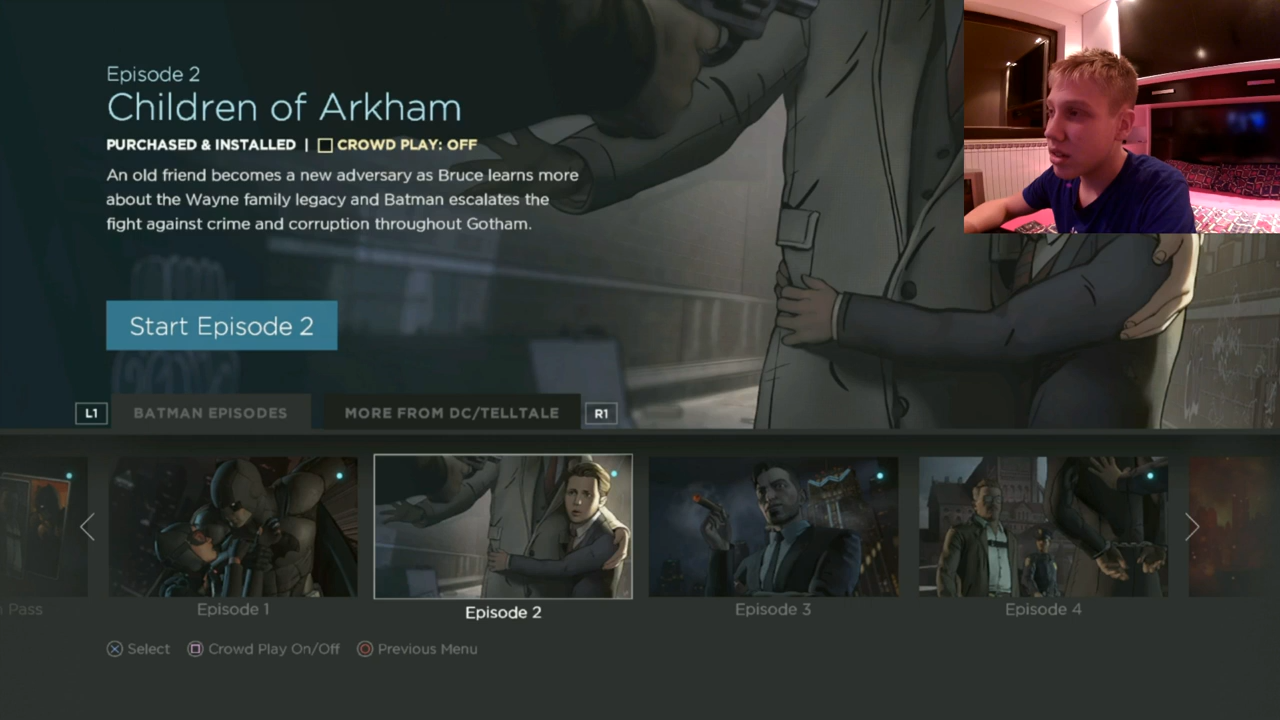 Episode 2
Children of Arkham
PURCHASED & INSTALLED | CROWD PLAY: OFF
An old friend becomes a new adversary as Bruce learns more
about the Wayne family legacy and Batman escalates the
fight against crime and corruption throughout Gotham.
Start Episode 2
L1 BATMAN EPISODES MORE FROM DC/TELLTALE R1
Pass Episode 1 Episode 2 Episode 3 Episode 4
Select Crowd Play On/Off Previous Menu